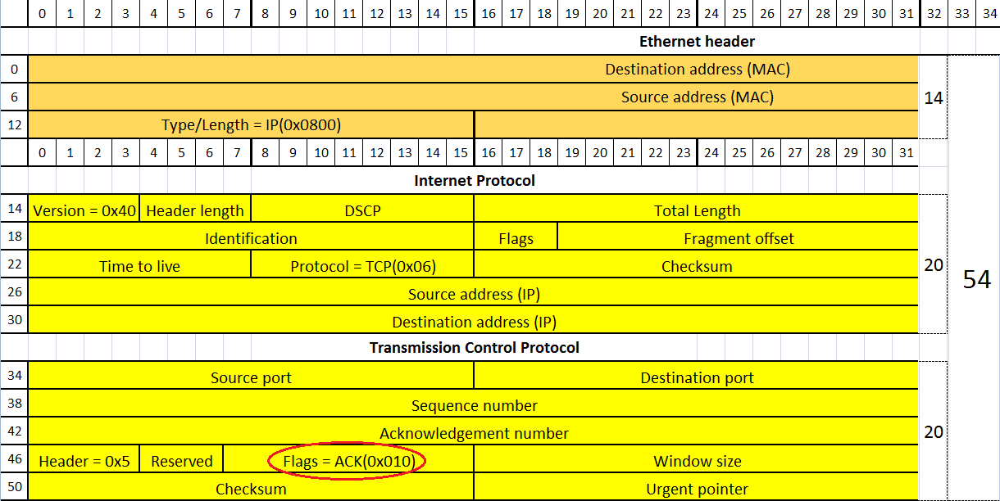 0 1 2 3 4 5 6 7 8 9 10 11 12 13 14 15 16 17 18 19 20 21 22 23 24 25 26 27 28 29 30 31 32 33 34
Ethernet header
0 Destination address (MAC)
6 Source address (MAC) 14
12 Type/Length = IP(0x0800)
0 1 2 3 4 5 6 7 8 9 10 11 12 13 14 15 16 17 18 19 20 21 22 23 24 25 26 27 28 29 30 31
Internet Protocol
14 Version = 0x40 Header length DSCP Total Length
18 Identification Flags Fragment offset
22 Time to live Protocol = TCP(0x06) Checksum 20 54
26 Source address (IP)
30 Destination address (IP)
Transmission Control Protocol
34 Source port Destination port
38 Sequence number
42 Acknowledgement number 20
46 Header = 0x5 Reserved Flags = ACK(0x010) Window size
50 Checksum Urgent pointer